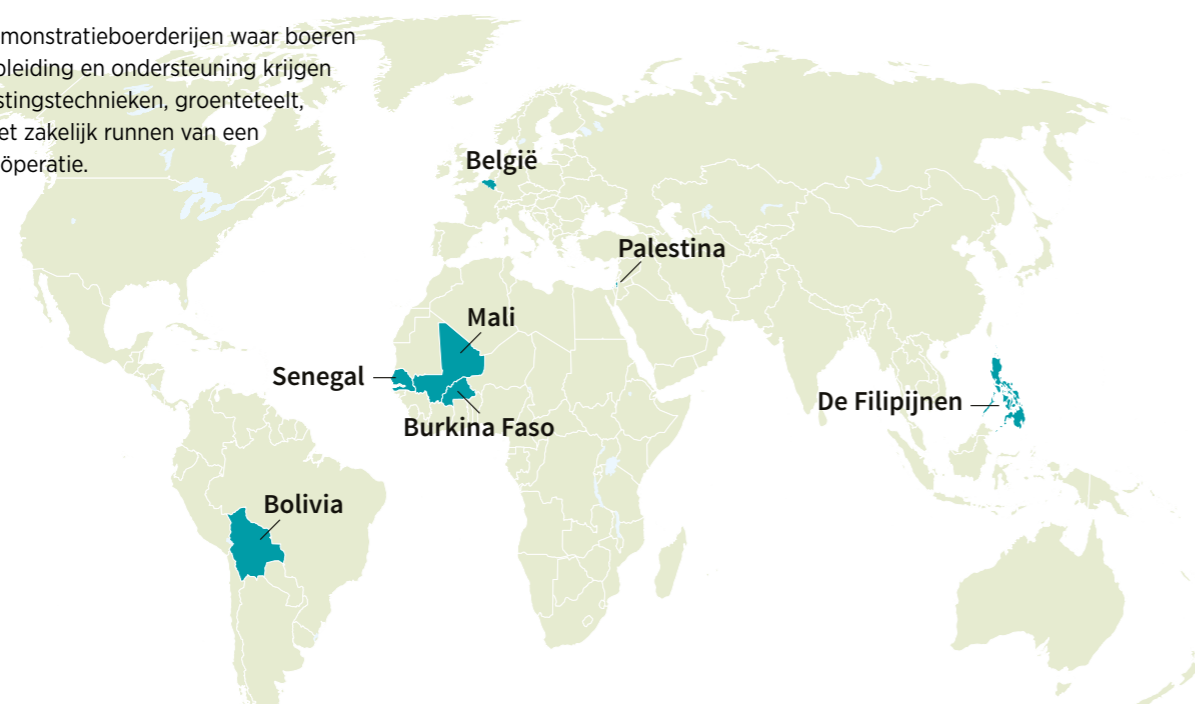 monstratieboerderijen waar boeren
pleiding en ondersteuning krijgen
stingstechnieken, groenteteelt,
et zakelijk runnen van een
öperatie.
België
Palestina
Mali
Senegal
De Filipijnen
Burkina Faso
Bolivia